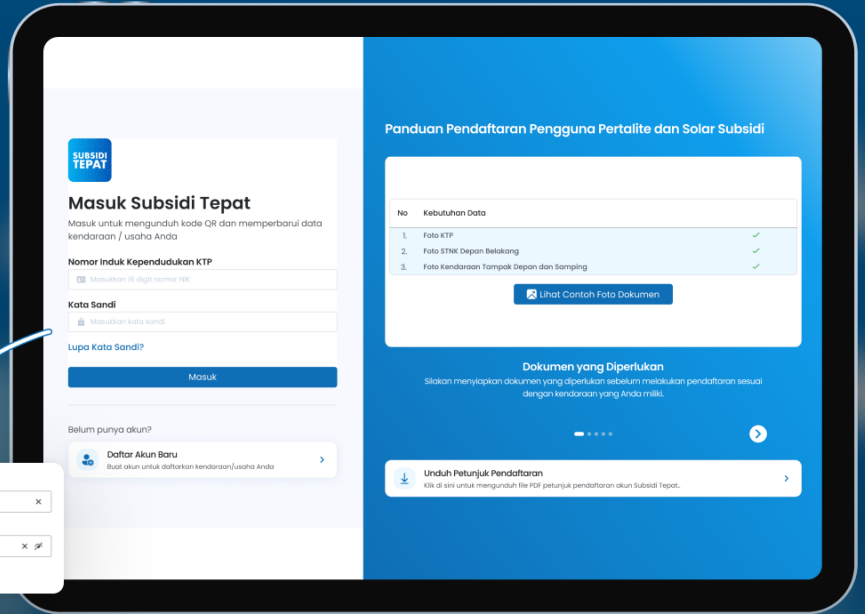 SUBSIDI
TEPAT
Masuk Subsidi Tepat
Masuk untuk mengunduh kode QR dan memperbarui data
kendaraan / usaha Anda
Nomor Induk Kependudukan KTP
Masukkan 16 digit nomor NIK
Kata Sandi
Masukkan kata sandi
Lupa Kata Sandi?
Masuk
Belum punya akun?
Daftar Akun Baru
Buat akun untuk daftarkan kendaraan/usaha Anda
Panduan Pendaftaran Pengguna Pertalite dan Solar Subsidi
No Kebutuhan Data
1. Foto KTP
2. Foto STNK Depan Belakang
3. Foto Kendaraan Tampak Depan dan Samping
Lihat Contoh Foto Dokumen
Dokumen yang Diperlukan
Silakan menyiapkan dokumen yang diperlukan sebelum melakukan pendaftaran sesuai
dengan kendaraan yang Anda miliki.
Unduh Petunjuk Pendaftaran
Klik di sini untuk mengunduh file PDF petunjuk pendaftaran akun Subsidi Tepat.